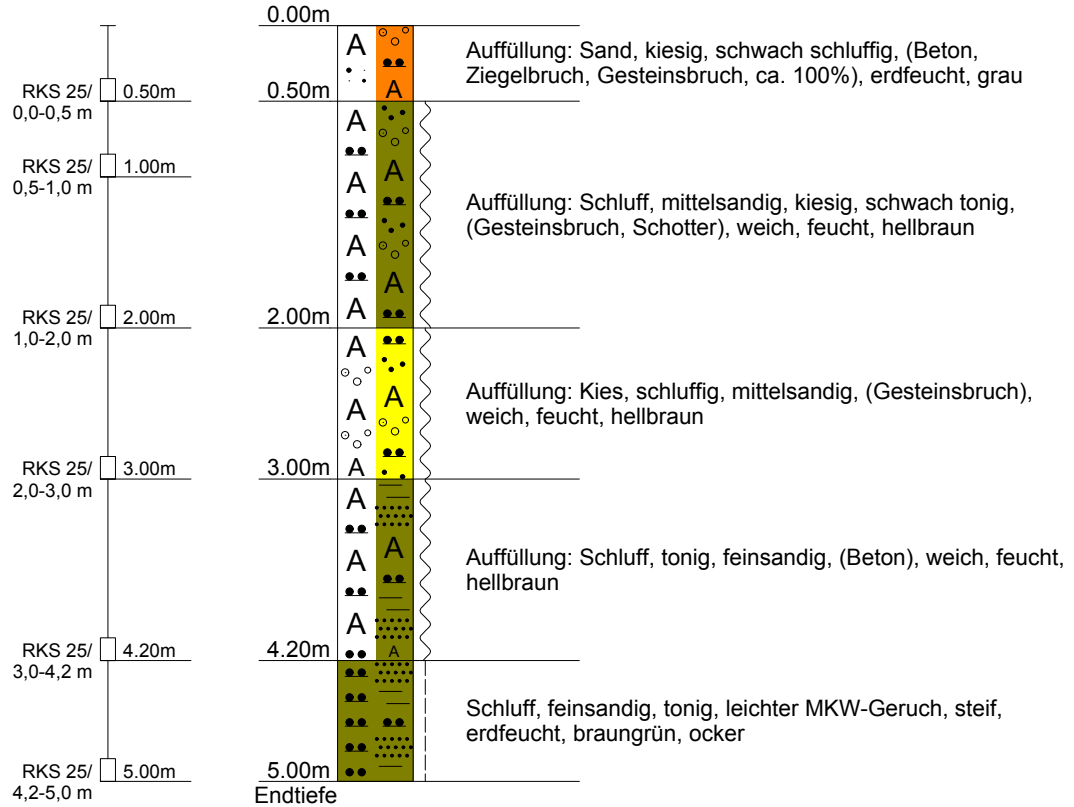 0.00m
A
A
Auffüllung: Sand, kiesig, schwach schluffig, (Beton,
Ziegelbruch, Gesteinsbruch, ca. 100%), erdfeucht, grau
RKS 25/
0,0-0,5 m
0.50m
0.50m
A
A
A
A
A
A
Auffüllung: Schluff, mittelsandig, kiesig, schwach tonig,
(Gesteinsbruch, Schotter), weich, feucht, hellbraun
RKS 25/
0,5-1,0 m
1.00m
RKS 25/
1,0-2,0 m
2.00m
2.00m
A
A
A
A
Auffüllung: Kies, schluffig, mittelsandig, (Gesteinsbruch),
weich, feucht, hellbraun
RKS 25/
2,0-3,0 m
3.00m
3.00m
A
A
A
A
A
Auffüllung: Schluff, tonig, feinsandig, (Beton), weich, feucht,
hellbraun
RKS 25/
3,0-4,2 m
4.20m
4.20m
Schluff, feinsandig, tonig, leichter MKW-Geruch, steif,
erdfeucht, braungrün, ocker
RKS 25/
4,2-5,0 m
5.00m
5.00m
Endtiefe